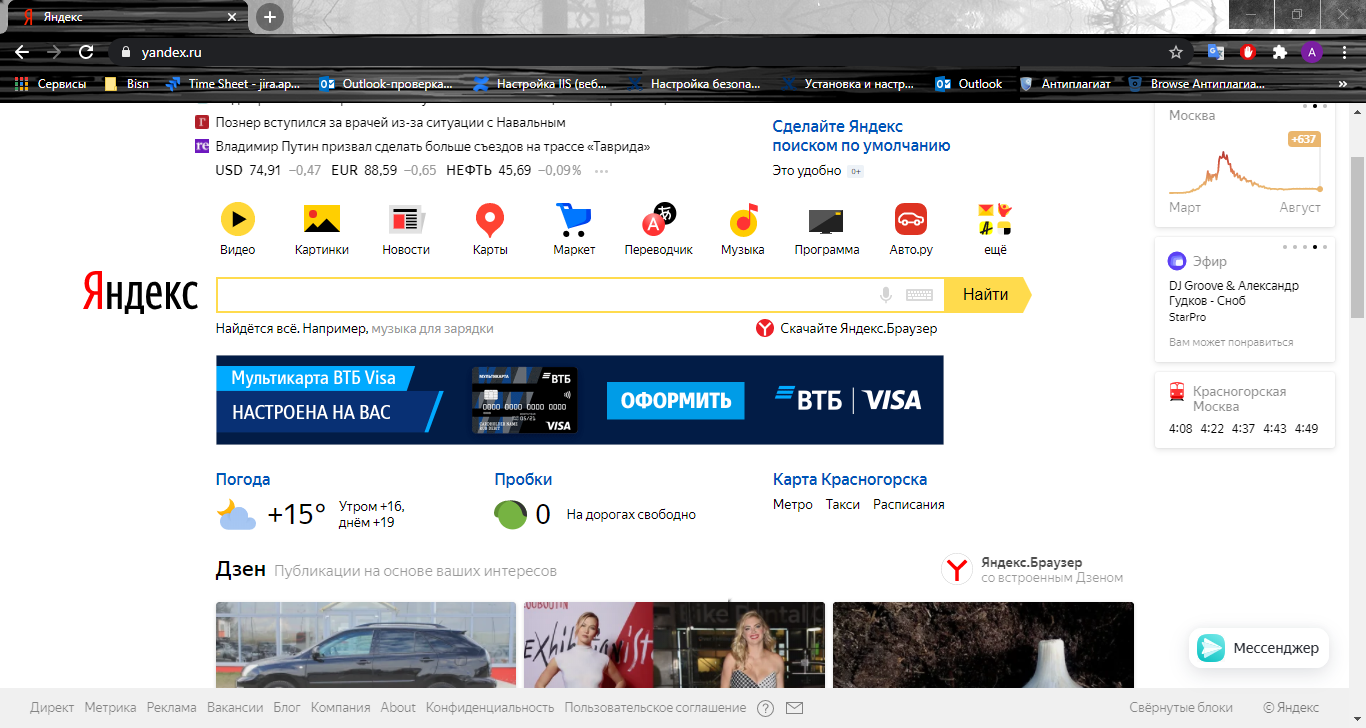 Яндекс
yandex.ru
A
Сервисы Bisn Time Sheet - jira.ap... Outlook-проверка... Настройка IIS (веб... Настройка безопа... Установка и настр... Outlook Антиплагиат Browse Антиплагиа... »
Познер вступился за врачей из-за ситуации с Навальным
Владимир Путин призвал сделать больше съездов на трассе «Таврида»
USD 74,91 −0,47 EUR 88,59 −0,65 НЕФТЬ 45,69 −0,09% ···
Сделайте Яндекс
поиском по умолчанию
Это удобно 0+
Москва
+637
Март Август
Видео Картинки Новости Карты Маркет Переводчик Музыка Программа Авто.ру ещё
Эфир
DJ Groove & Александр
Гудков - Сноб
StarPro
Вам может понравиться
Яндекс
Найти
Найдётся всё. Например, музыка для зарядки
Скачайте Яндекс.Браузер
Мультикарта ВТБ Visa
НАСТРОЕНА НА ВАС
МУЛЬТИКАРТА ВТБ
0000 0000 0000 0000
VISA
ОФОРМИТЬ
ВТБ | VISA
Красногорская
Москва
4:08 4:22 4:37 4:43 4:49
Погода
+15° Утром +16,
днём +19
Пробки
0 На дорогах свободно
Карта Красногорска
Метро Такси Расписания
Дзен Публикации на основе ваших интересов
Яндекс.Браузер
со встроенным Дзеном
Мессенджер
Директ Метрика Реклама Вакансии Блог Компания About Конфиденциальность Пользовательское соглашение ? Свёрнутые блоки © Яндекс